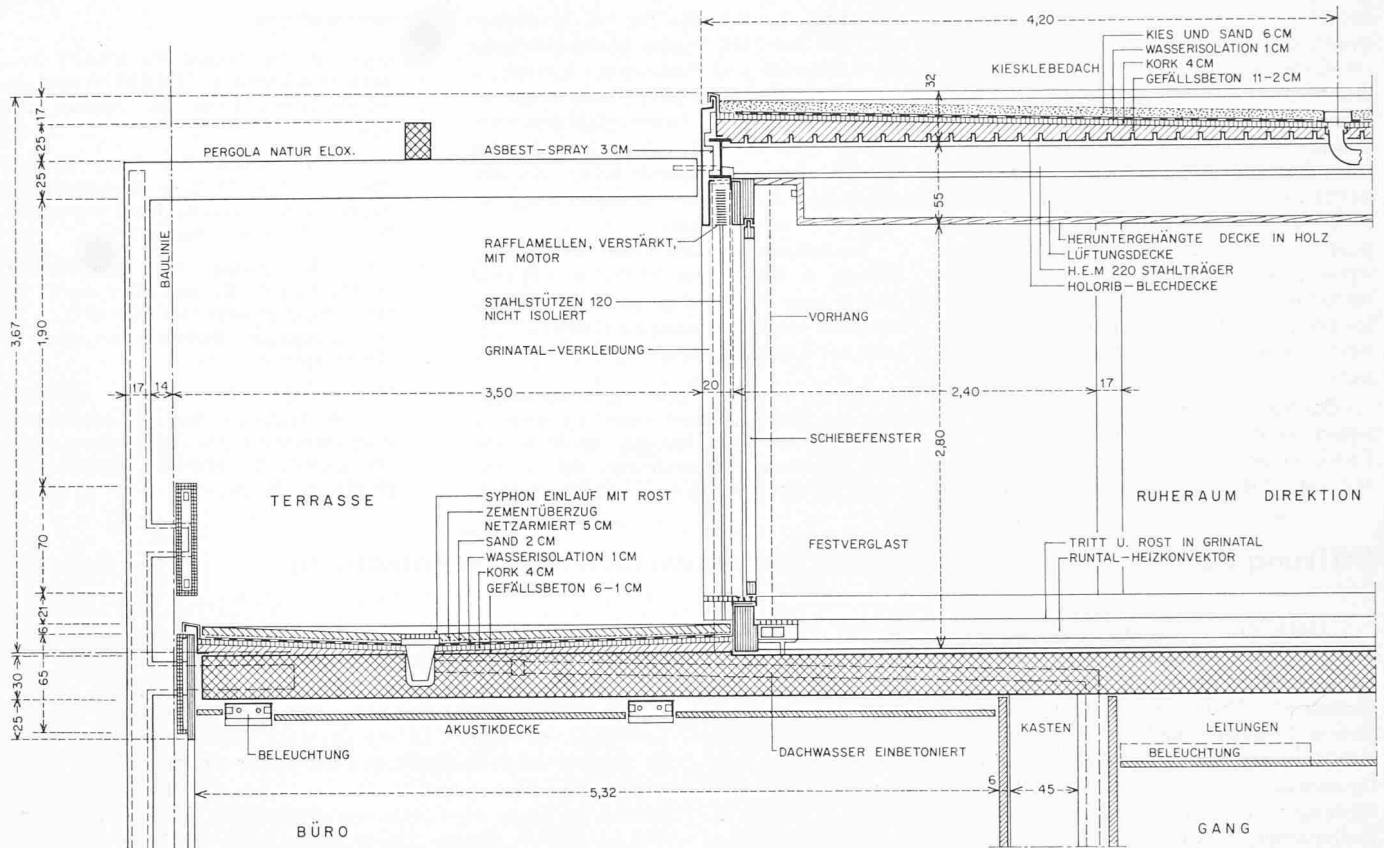 4,20
KIES UND SAND 6 CM
WASSERISOLATION 1 CM
KORK 4 CM
GEFÄLLSBETON 11-2 CM
KIESKLEBEDACH
32
17
25
25
PERGOLA NATUR ELOX.
ASBEST-SPRAY 3 CM
55
BAULINIE
RAFFLAMELLEN, VERSTÄRKT,
MIT MOTOR
HERUNTERGEHÄNGTE DECKE IN HOLZ
LÜFTUNGSDECKE
H.E.M 220 STAHLTRÄGER
HOLORIB-BLECHDECKE
STAHLSTÜTZEN 120
NICHT ISOLIERT
VORHANG
GRINATAL-VERKLEIDUNG
3,67
1,90
17
14
3,50
20
2,40
17
2,80
SCHIEBEFENSTER
TERRASSE
RUHERAUM DIREKTION
SYPHON EINLAUF MIT ROST
ZEMENTÜBERZUG
NETZARMIERT 5 CM
SAND 2 CM
WASSERISOLATION 1 CM
KORK 4 CM
GEFÄLLSBETON 6-1 CM
FESTVERGLAST
TRITT U. ROST IN GRINATAL
RUNTAL-HEIZKONVEKTOR
70
21
6
65
30
25
AKUSTIKDECKE
BELEUCHTUNG
DACHWASSER EINBETONIERT
KASTEN
LEITUNGEN
BELEUCHTUNG
5,32
6
45
BÜRO
GANG